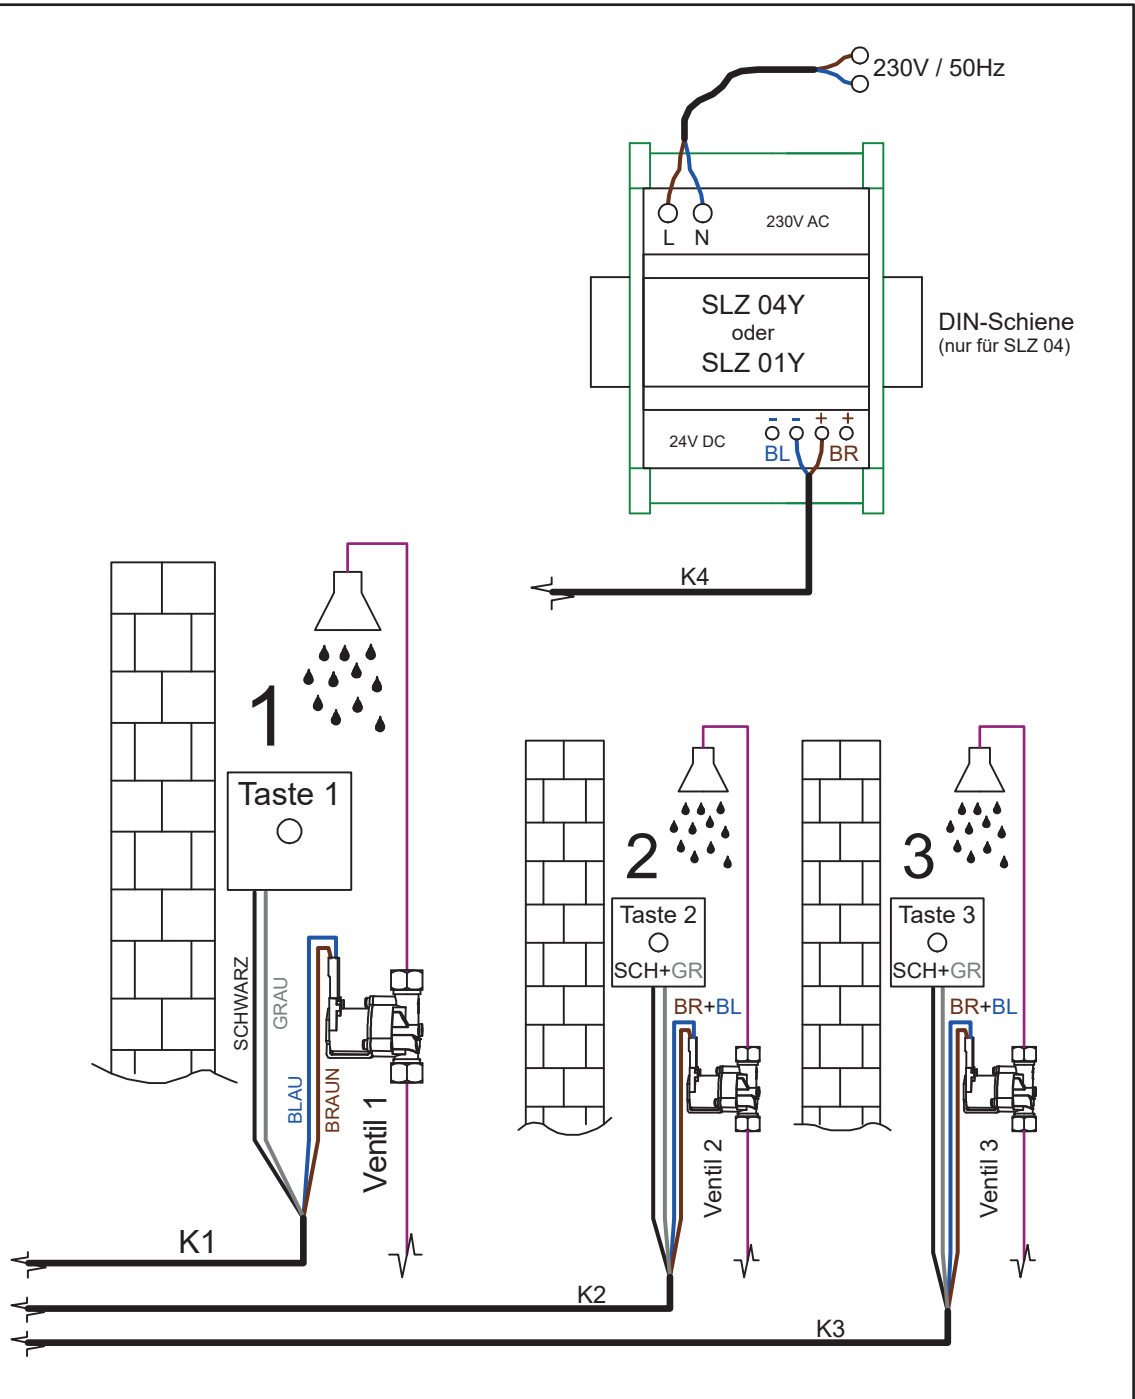 230V / 50Hz
L N
230V AC
SLZ 04Y
oder
SLZ 01Y
DIN-Schiene
(nur für SLZ 04)
24V DC
- - + +
BL BR
K4
1
Taste 1
SCHWARZ
GRAU
BLAU
BRAUN
Ventil 1
K1
2
Taste 2
SCH+GR
BR+BL
Ventil 2
K2
3
Taste 3
SCH+GR
BR+BL
Ventil 3
K3